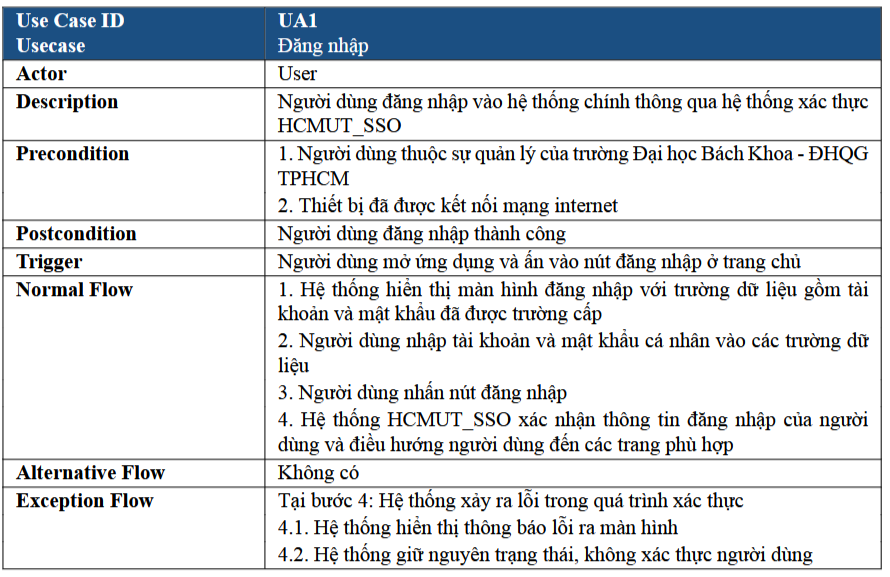 Use Case ID UA1
Usecase Đăng nhập
Actor User
Description Người dùng đăng nhập vào hệ thống chính thông qua hệ thống xác thực
HCMUT_SSO
Precondition 1. Người dùng thuộc sự quản lý của trường Đại học Bách Khoa - ĐHQG
TPHCM
2. Thiết bị đã được kết nối mạng internet
Postcondition Người dùng đăng nhập thành công
Trigger Người dùng mở ứng dụng và ấn vào nút đăng nhập ở trang chủ
Normal Flow 1. Hệ thống hiển thị màn hình đăng nhập với trường dữ liệu gồm tài
khoản và mật khẩu đã được trường cấp
2. Người dùng nhập tài khoản và mật khẩu cá nhân vào các trường dữ
liệu
3. Người dùng nhấn nút đăng nhập
4. Hệ thống HCMUT_SSO xác nhận thông tin đăng nhập của người
dùng và điều hướng người dùng đến các trang phù hợp
Alternative Flow Không có
Exception Flow Tại bước 4: Hệ thống xảy ra lỗi trong quá trình xác thực
4.1. Hệ thống hiển thị thông báo lỗi ra màn hình
4.2. Hệ thống giữ nguyên trạng thái, không xác thực người dùng